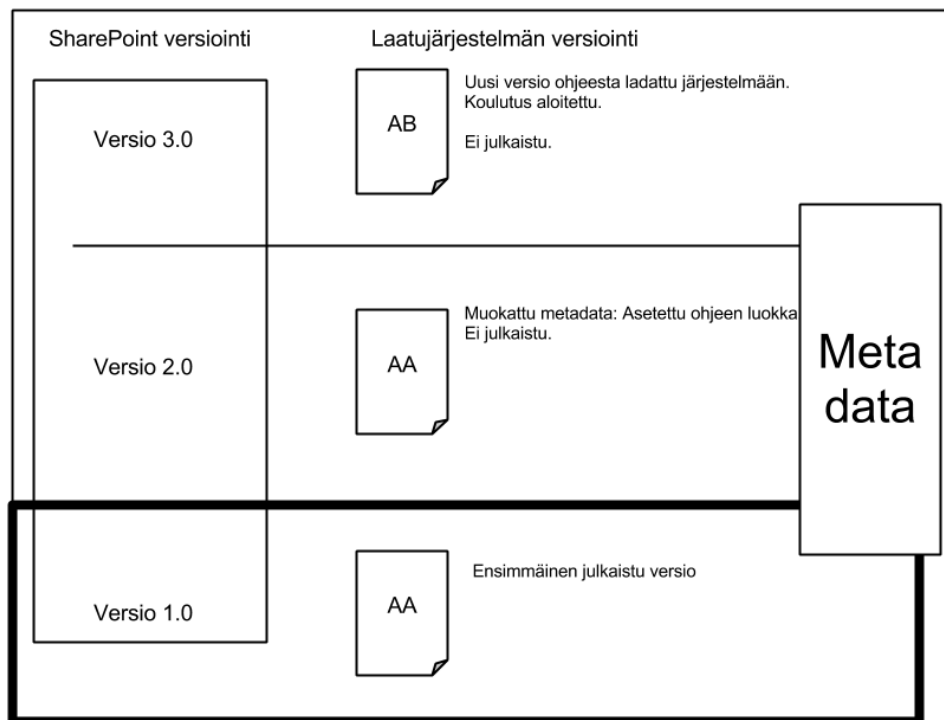 SharePoint versiointi
Laatujärjestelmän versiointi
Versio 3.0
AB
Uusi versio ohjeesta ladattu järjestelmään.
Koulutus aloitettu.
Ei julkaistu.
Versio 2.0
AA
Muokattu metadata: Asetettu ohjeen luokka
Ei julkaistu.
Meta
data
Versio 1.0
AA
Ensimmäinen julkaistu versio